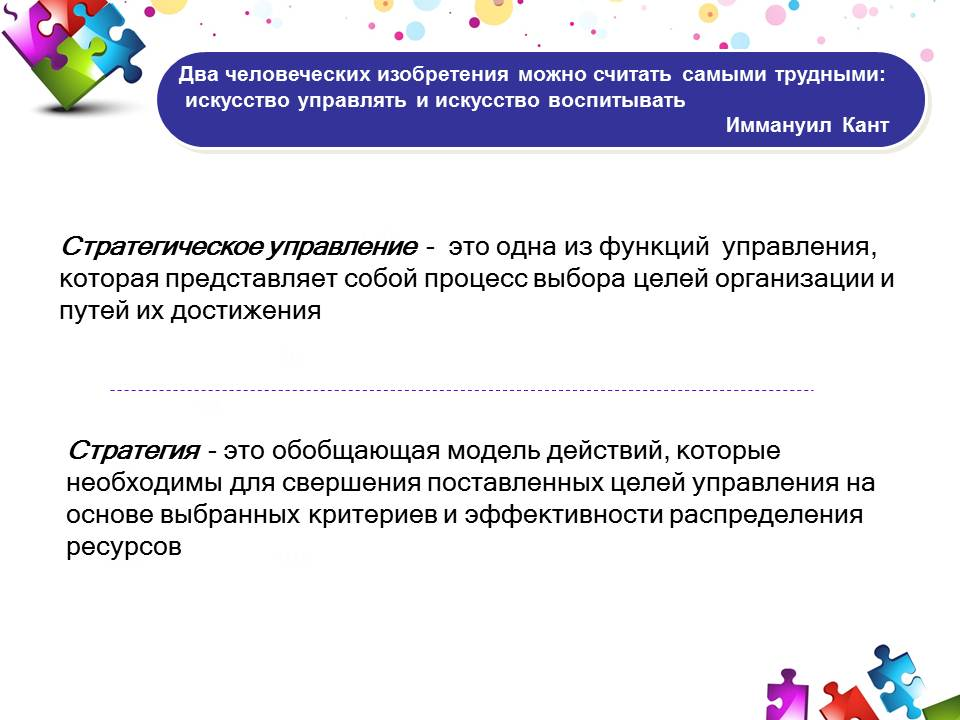 Два человеческих изобретения можно считать самыми трудными:
искусство управлять и искусство воспитывать
Иммануил Кант
Стратегическое управление - это одна из функций управления,
которая представляет собой процесс выбора целей организации и
путей их достижения
Стратегия - это обобщающая модель действий, которые
необходимы для свершения поставленных целей управления на
основе выбранных критериев и эффективности распределения
ресурсов